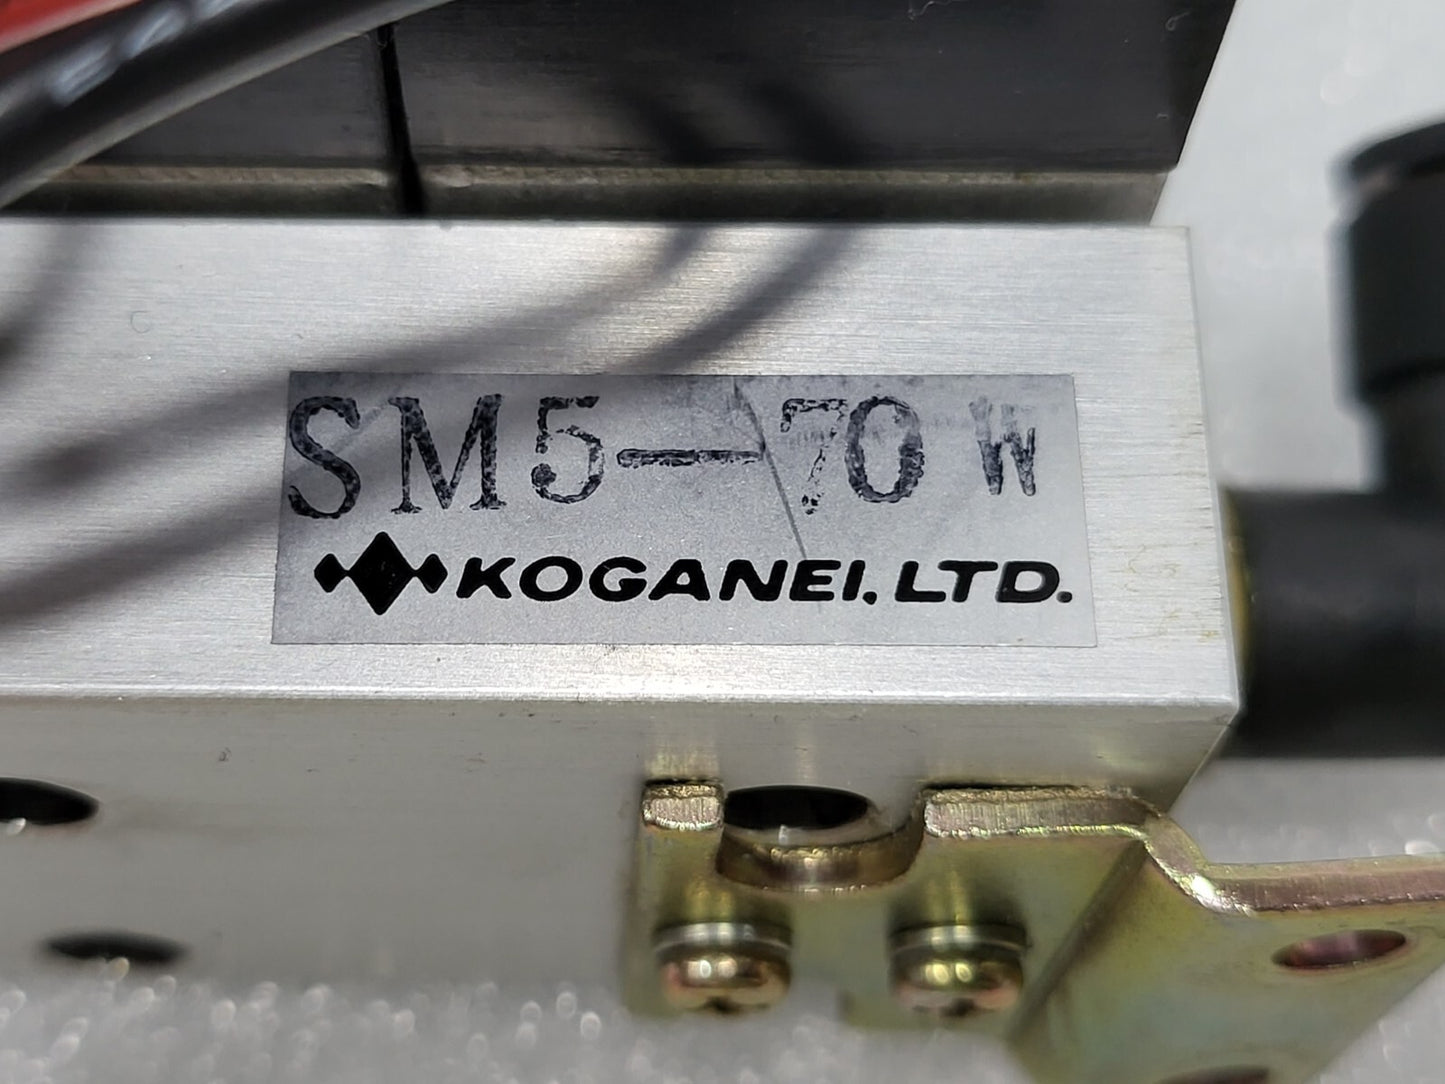 SM5-70 W
KOGANEI. LTD.